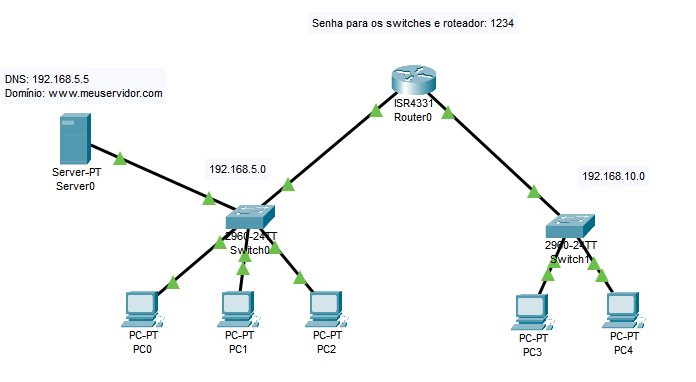 Senha para os switches e roteador: 1234
DNS: 192.168.5.5
Domínio: www.meuservidor.com
ISR4331
Router0
Server-PT
Server0
192.168.5.0
192.168.10.0
2960-24TT
Switch0
2960-24TT
Switch1
PC-PT
PC0
PC-PT
PC1
PC-PT
PC2
PC-PT
PC3
PC-PT
PC4